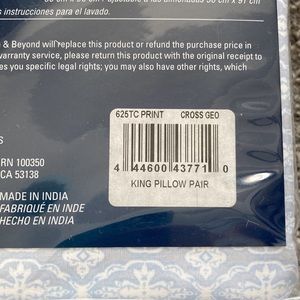 s instrucciones para el lavado.
& Beyond will replace this product or refund the purchase price in
warranty service, please return this product with the original receipt to
es you specific legal rights; you may also have other rights, which
625TC PRINT CROSS GEO
4 44600 43771 0
KING PILLOW PAIR
S
RN 100350
CA 53138
MADE IN INDIA
FABRIQUÉ EN INDE
HECHO EN INDIA